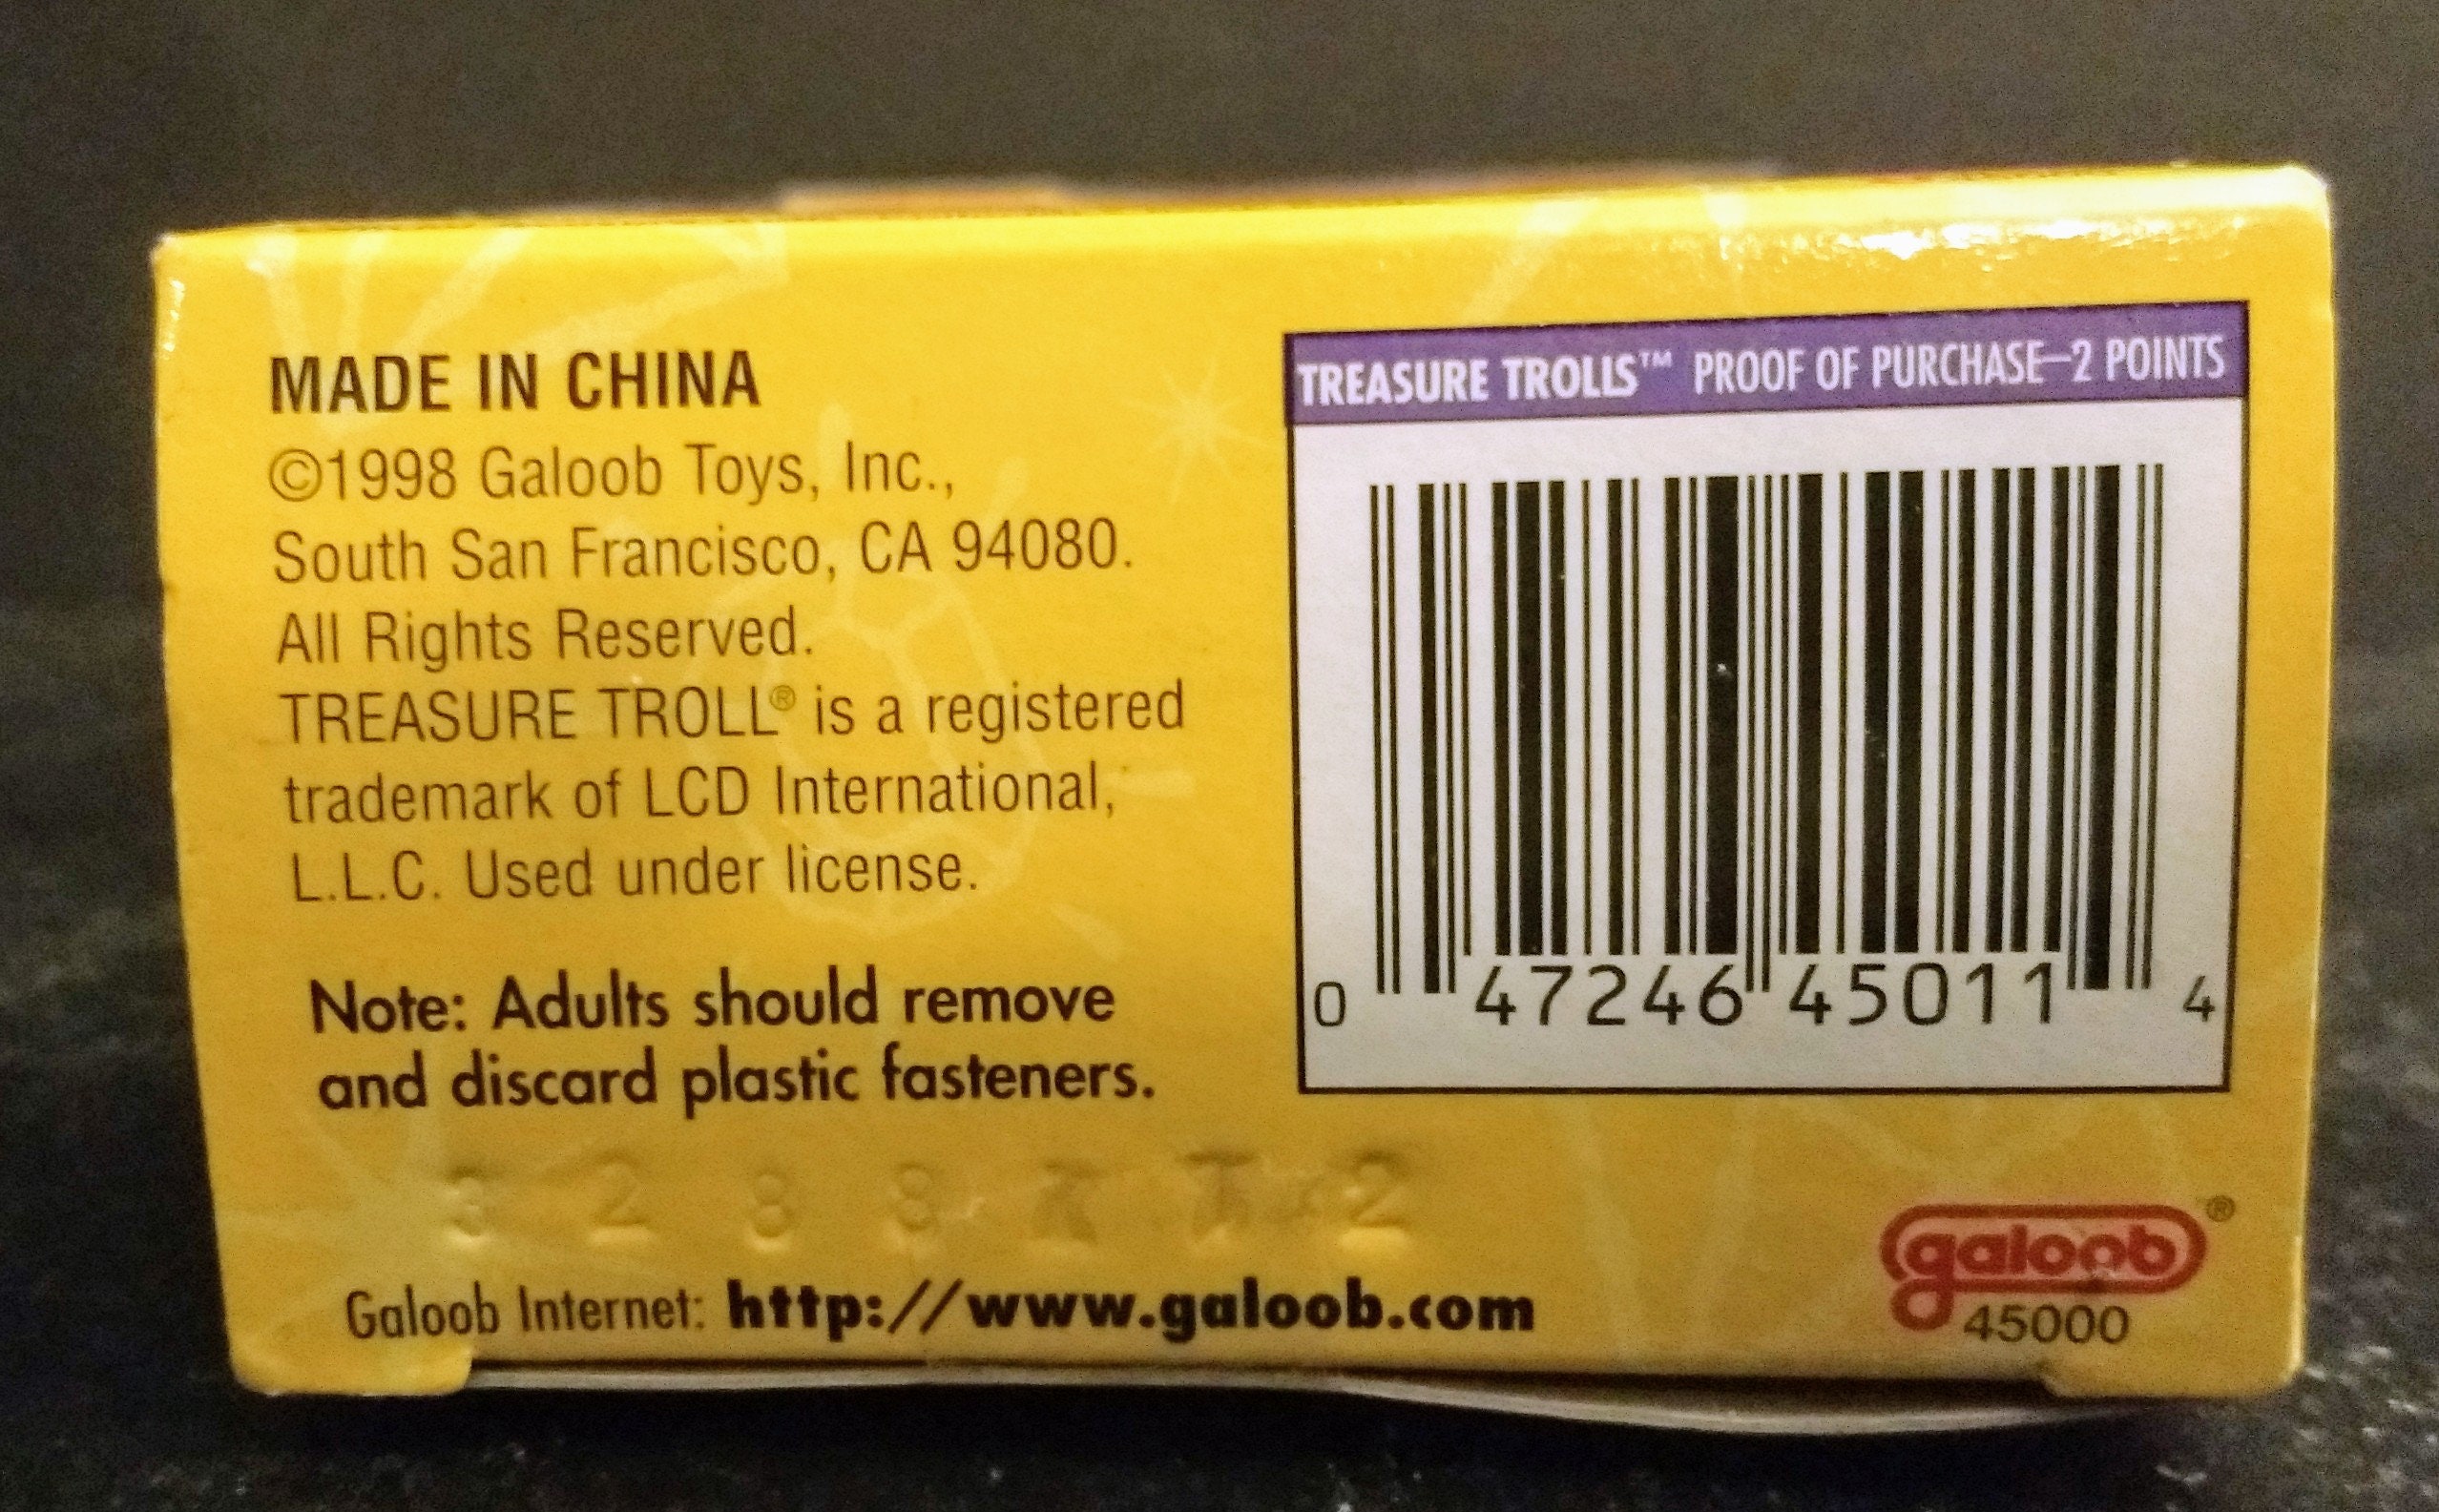 MADE IN CHINA
©1998 Galoob Toys, Inc.,
South San Francisco, CA 94080.
All Rights Reserved.
TREASURE TROLL® is a registered
trademark of LCD International,
L.L.C. Used under license.
Note: Adults should remove
and discard plastic fasteners.
Galoob Internet: http://www.galoob.com
TREASURE TROLLS™ PROOF OF PURCHASE—2 POINTS
0 47246 45011 4
galoob®
45000